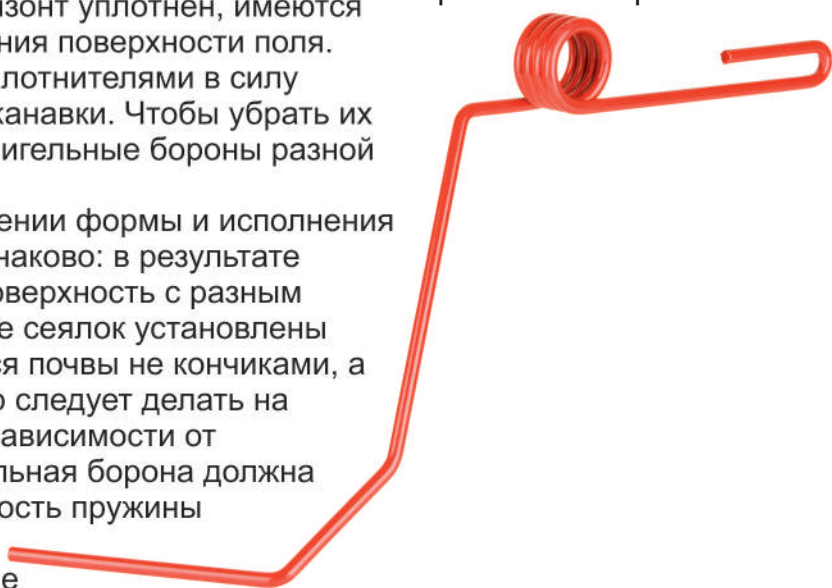 изонт уплотнен, имеются
ния поверхности поля.
лотнителями в силу
канавки. Чтобы убрать их
игельные бороны разной
ении формы и исполнения
наково: в результате
оверхность с разным
е сеялок установлены
ся почвы не кончиками, а
о следует делать на
ависимости от
льная борона должна
ость пружины
е